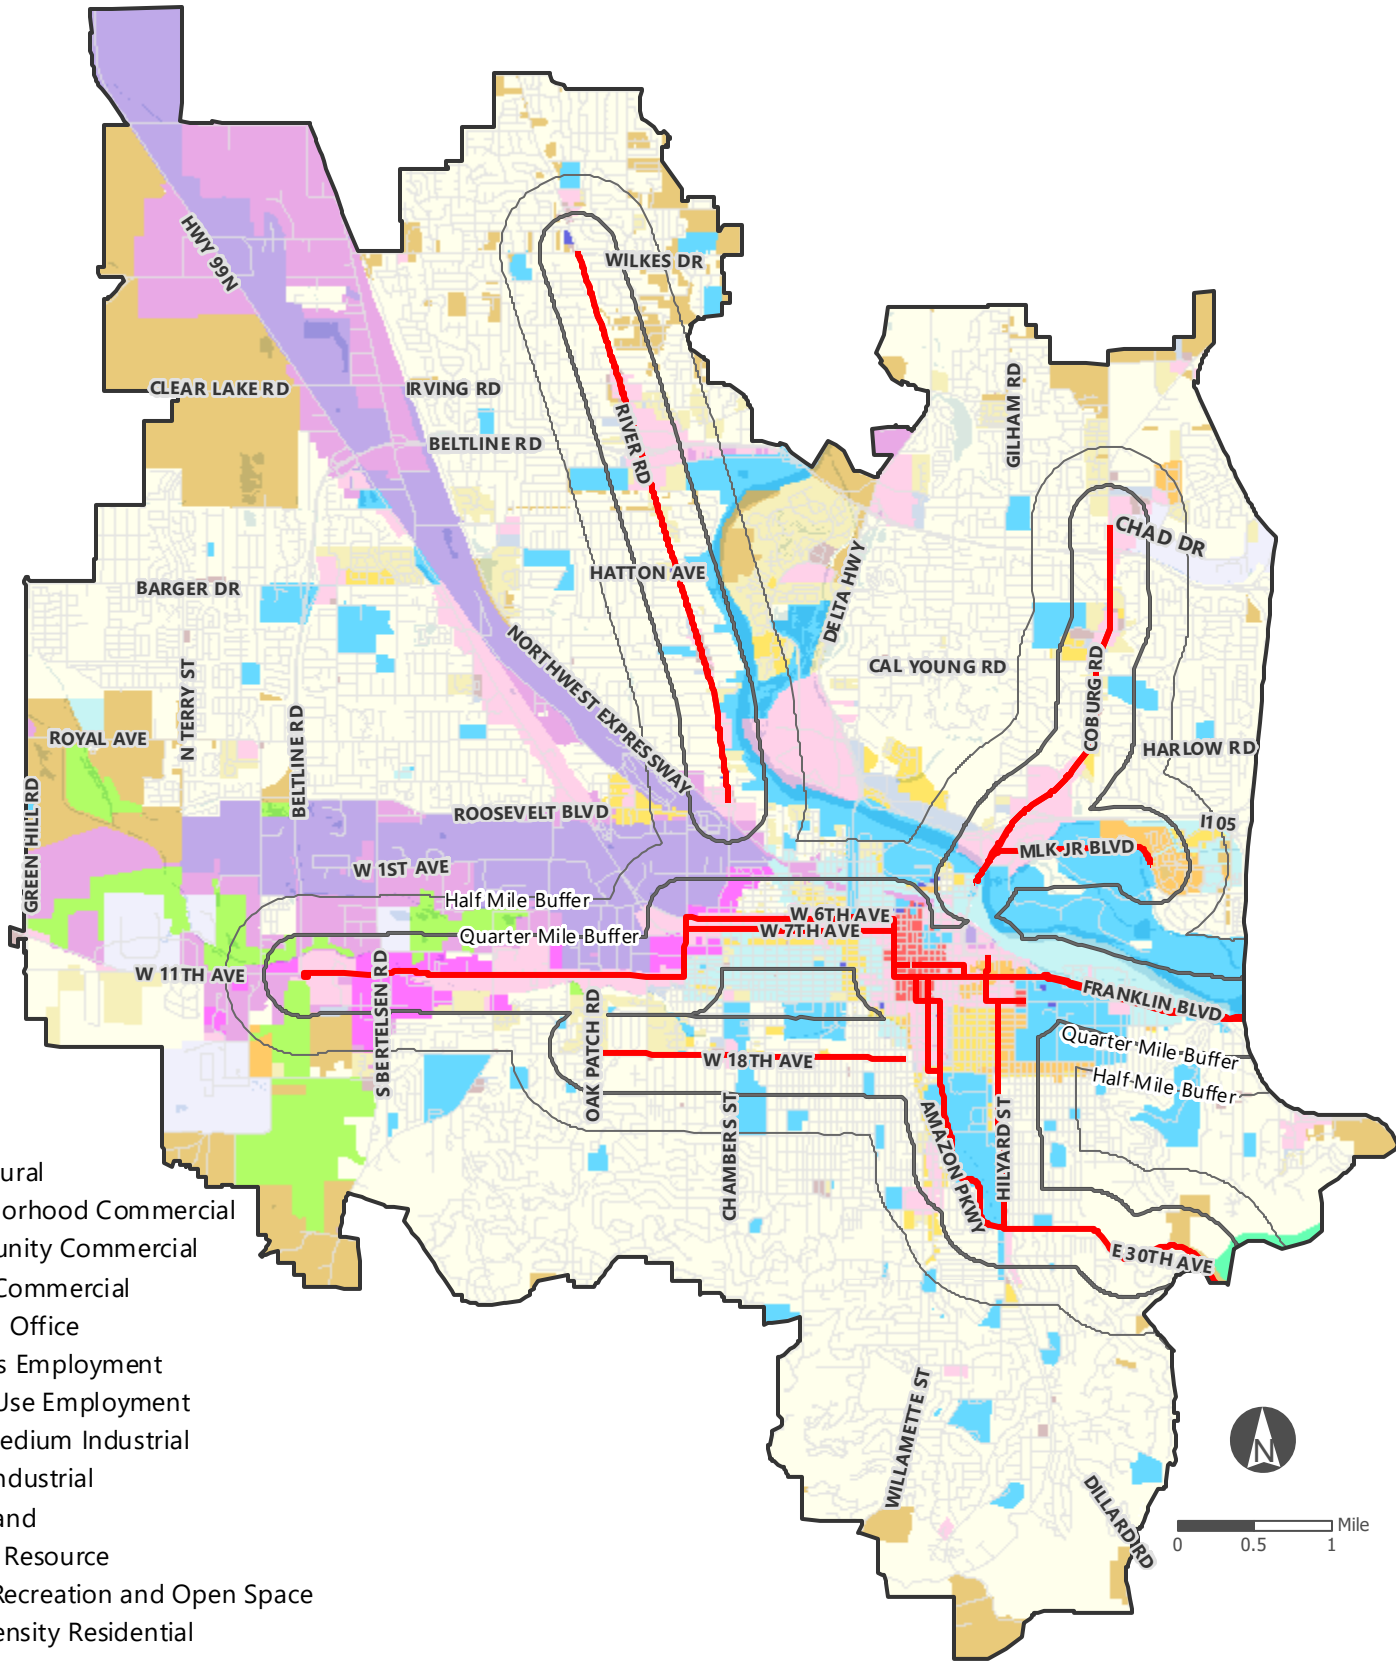 HWY 99N
WILKES DR
CLEAR LAKE RD
IRVING RD
GILHAM RD
RIVER RD
BELTLINE RD
CHAD DR
HATTON AVE
DELTA HWY
BARGER DR
NORTHWEST EXPRESSWAY
CAL YOUNG RD
N TERRY ST
COBURG RD
ROYAL AVE
BELTLINE RD
HARLOW RD
GREEN HILL RD
ROOSEVELT BLVD
I105
MLK JR BLVD
W 1ST AVE
Half Mile Buffer
W 6TH AVE
W 7TH AVE
Quarter Mile Buffer
W 11TH AVE
S BERTELSEN RD
FRANKLIN BLVD
OAK PATCH RD
Quarter Mile Buffer
W 18TH AVE
Half Mile Buffer
CHAMBERS ST
AMAZON PKWY
HILYARD ST
E 30TH AVE
ural
orhood Commercial
unity Commercial
Commercial
Office
s Employment
Use Employment
edium Industrial
ndustrial
and
Resource
Recreation and Open Space
ensity Residential
WILLAMETTE ST
DILLARD RD
N
Mile
0 0.5 1